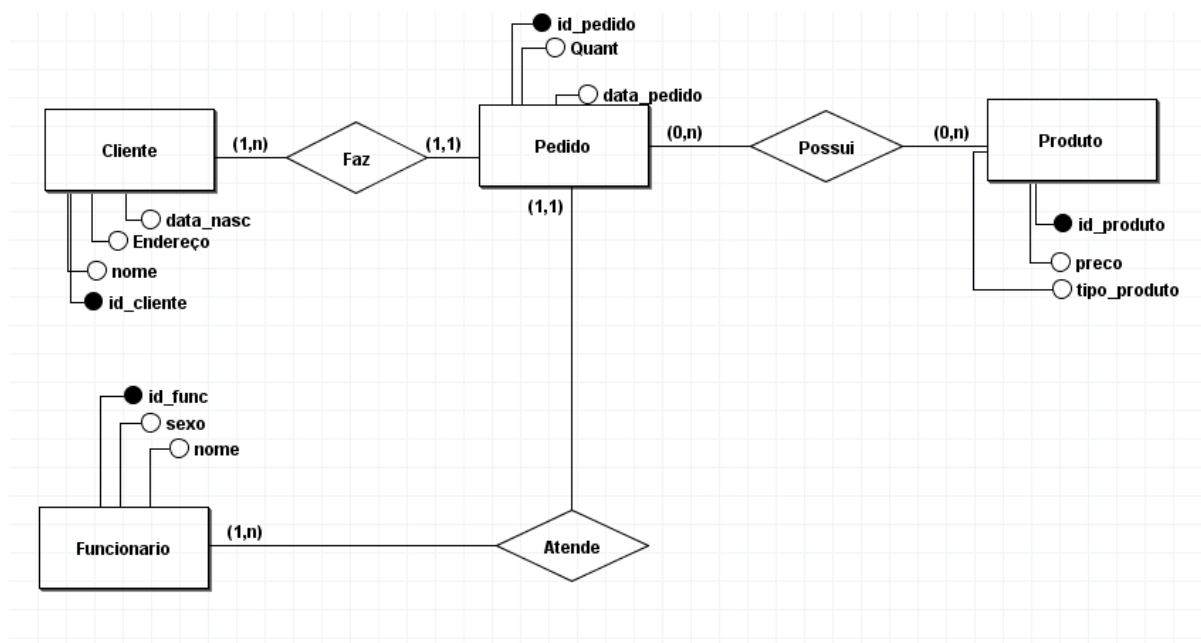 id_pedido
Quant
data_pedido
Cliente
(1,n)
Faz
(1,1)
Pedido
(0,n)
Possui
(0,n)
Produto
(1,1)
data_nasc
Endereço
nome
id_cliente
id_produto
preco
tipo_produto
id_func
sexo
nome
Funcionario
(1,n)
Atende